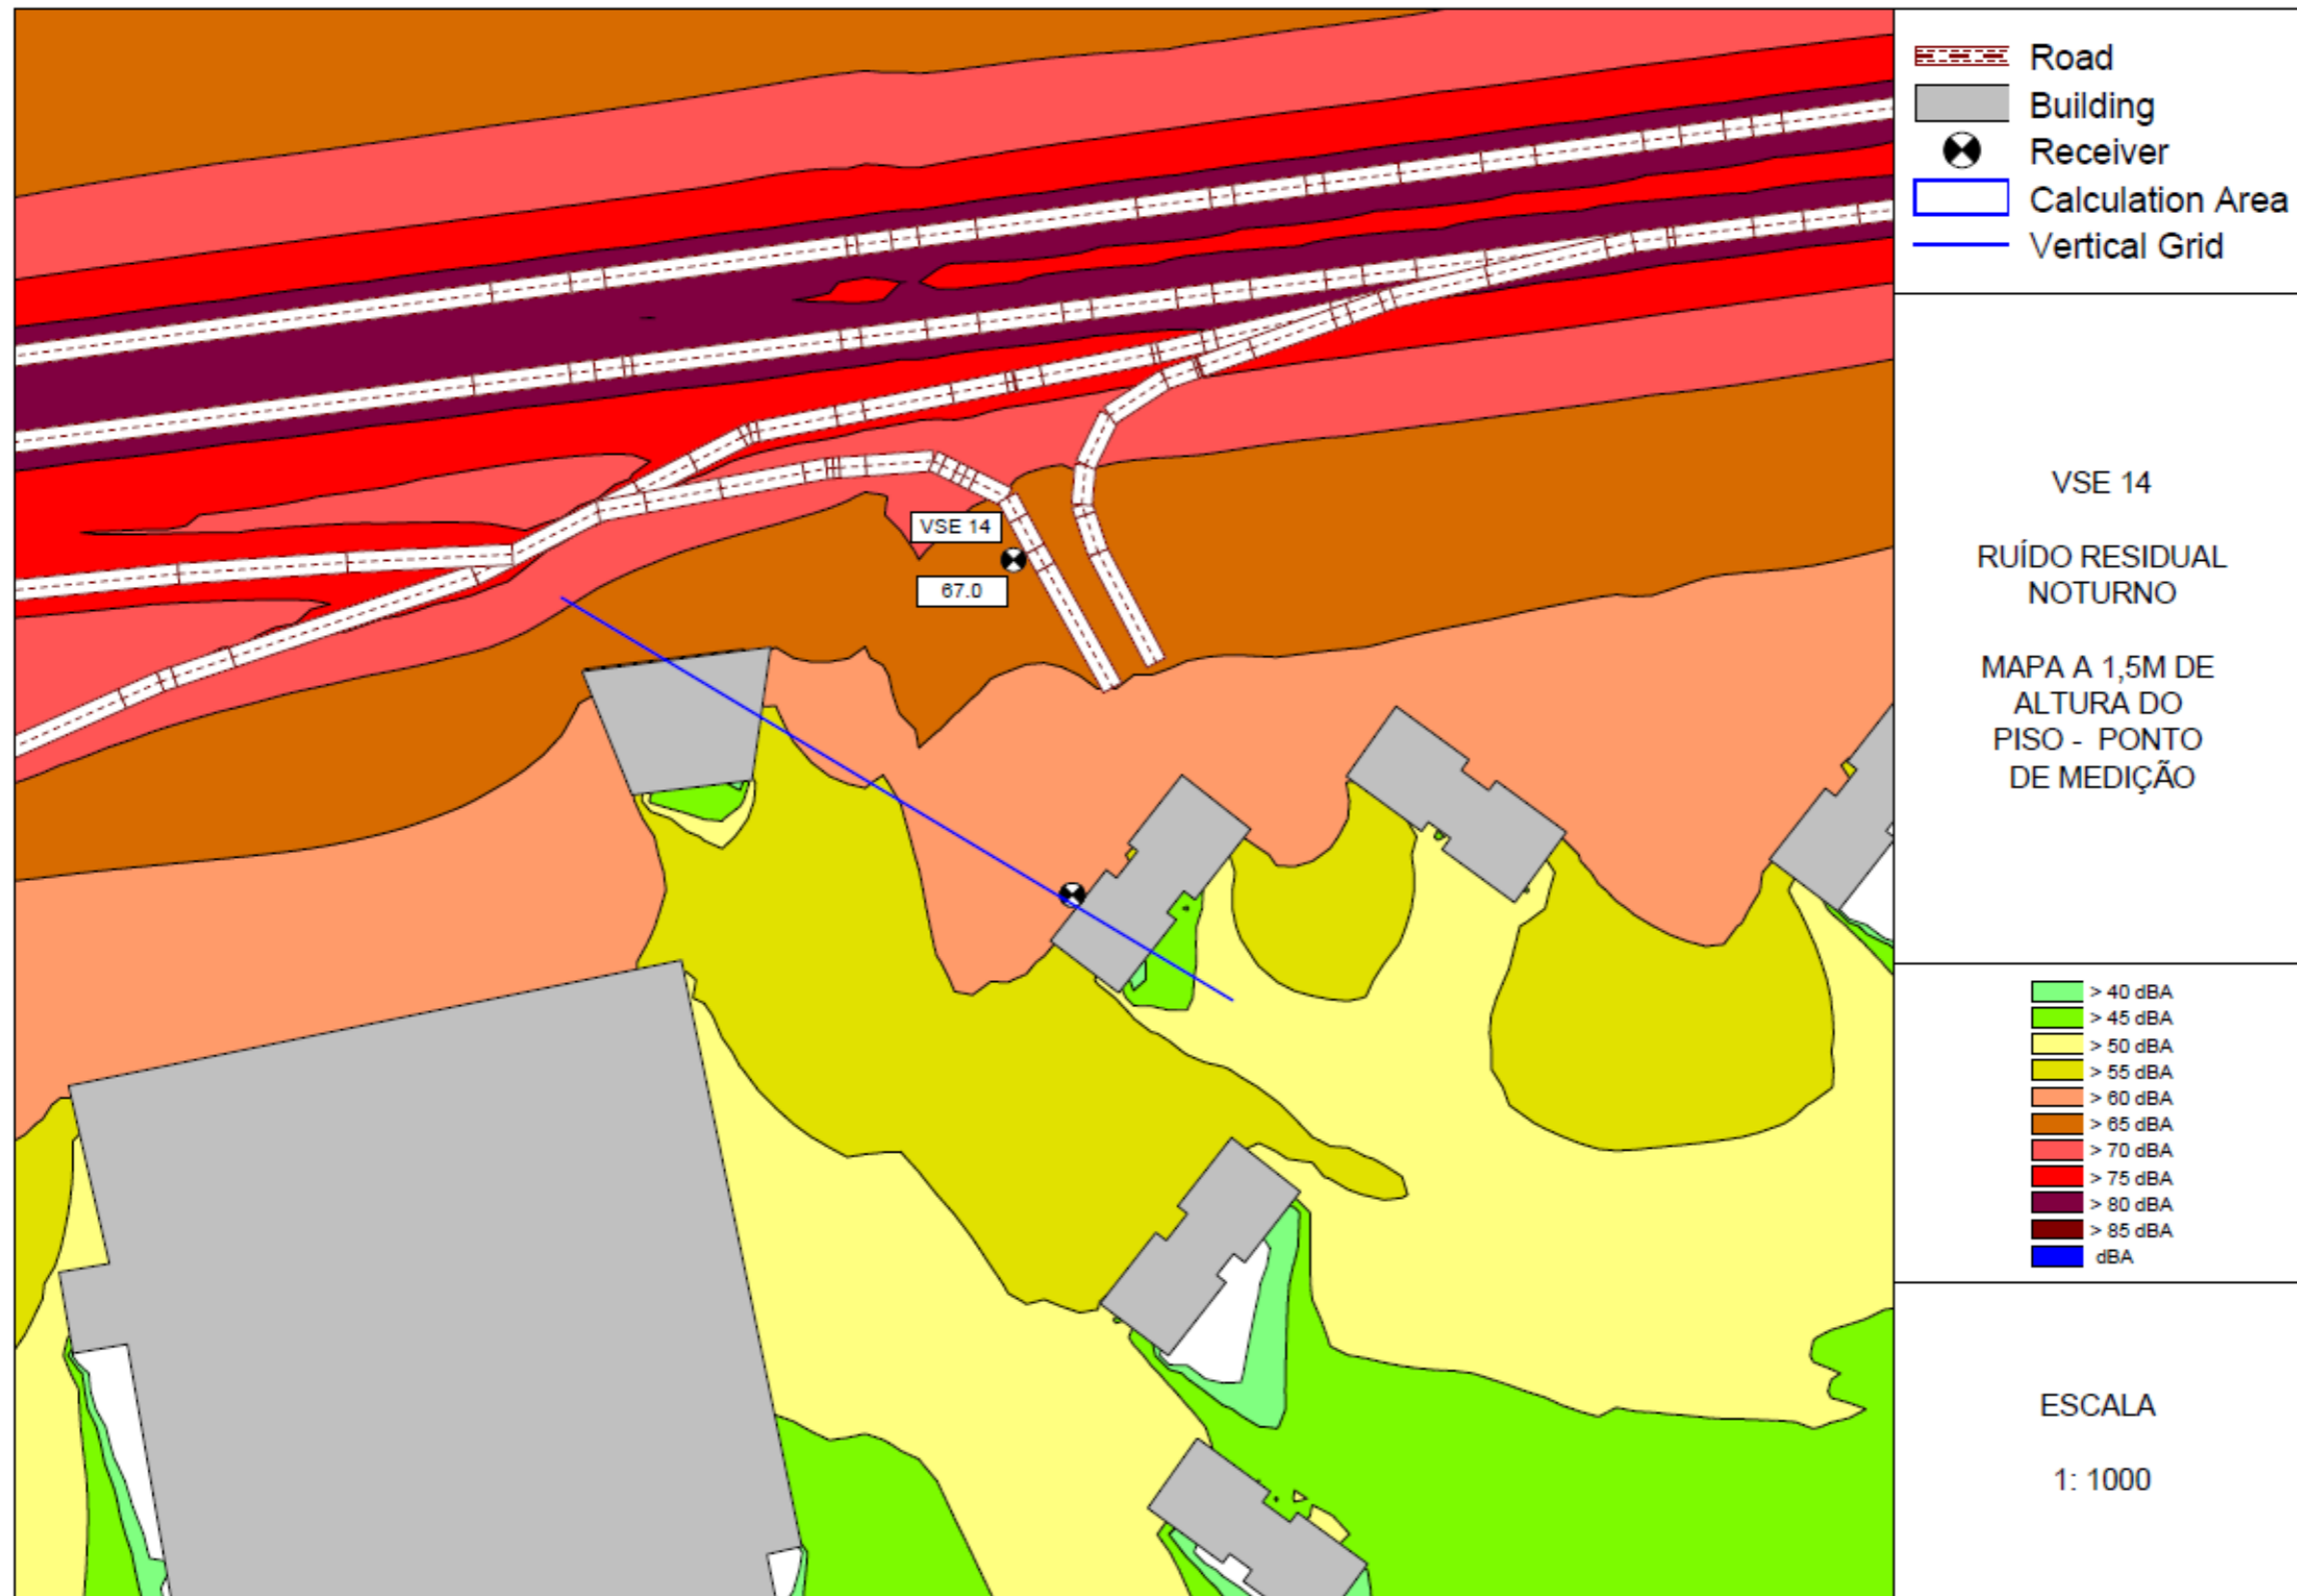 Road
Building
Receiver
Calculation Area
Vertical Grid
VSE 14
67.0
VSE 14
RUÍDO RESIDUAL
NOTURNO
MAPA A 1,5M DE
ALTURA DO
PISO - PONTO
DE MEDIÇÃO
> 40 dBA
> 45 dBA
> 50 dBA
> 55 dBA
> 60 dBA
> 65 dBA
> 70 dBA
> 75 dBA
> 80 dBA
> 85 dBA
dBA
ESCALA
1: 1000